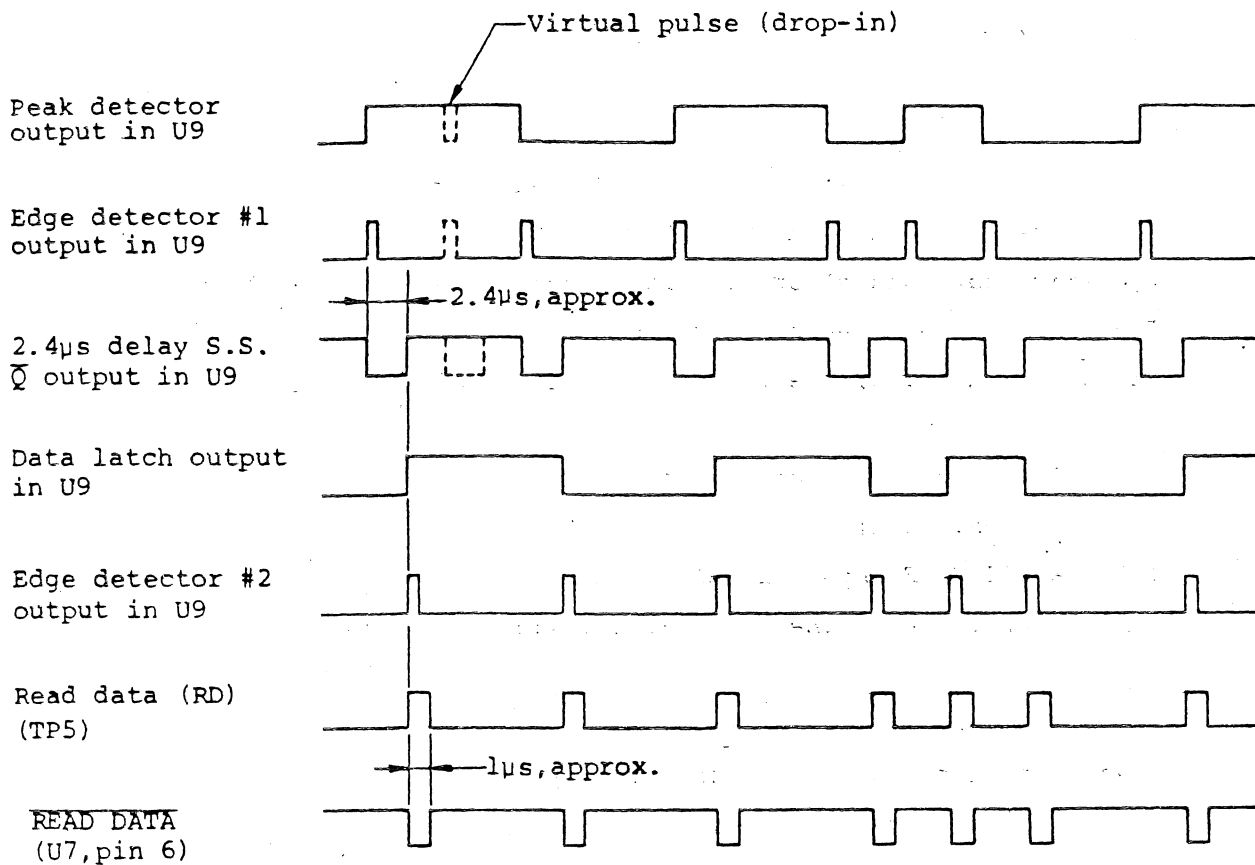 Virtual pulse (drop-in)
Peak detector
output in U9
Edge detector #1
output in U9
2.4μs,approx.
2.4μs delay S.S.
Q̅ output in U9
Data latch output
in U9
Edge detector #2
output in U9
Read data (RD)
(TP5)
1μs,approx.
R̅E̅A̅D̅ D̅A̅T̅A̅
(U7,pin 6)